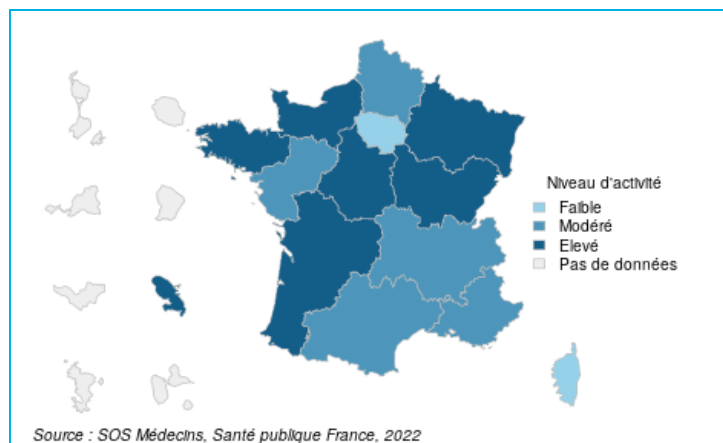 Niveau d'activité
Faible
Modéré
Elevé
Pas de données
Source : SOS Médecins, Santé publique France, 2022